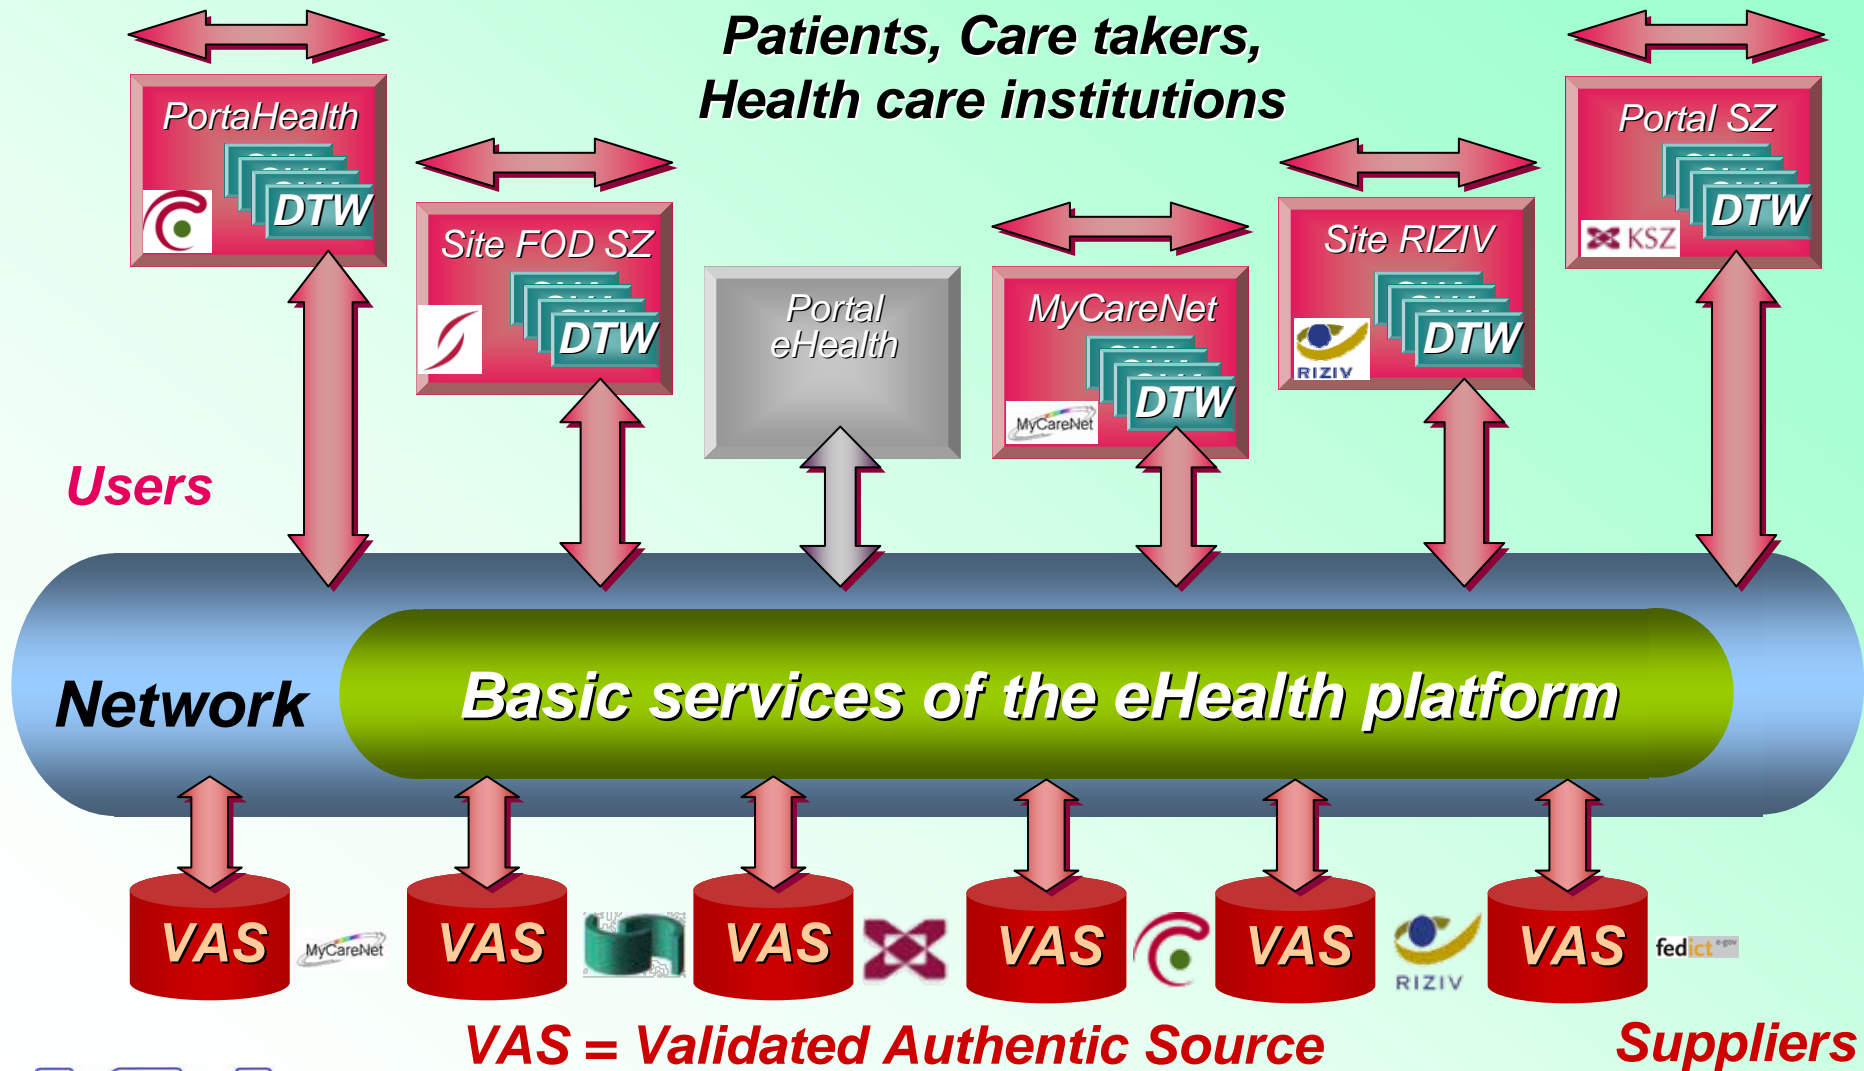 Patients, Care takers,
Health care institutions
PortaHealth
DTW
Site FOD SZ
DTW
Portal
eHealth
MyCareNet
DTW
MyCareNet
Site RIZIV
DTW
RIZIV
Portal SZ
DTW
KSZ
Users
Network
Basic services of the eHealth platform
VAS
MyCareNet
VAS
VAS
VAS
VAS
RIZIV
VAS
fedict e-gov
VAS = Validated Authentic Source
Suppliers